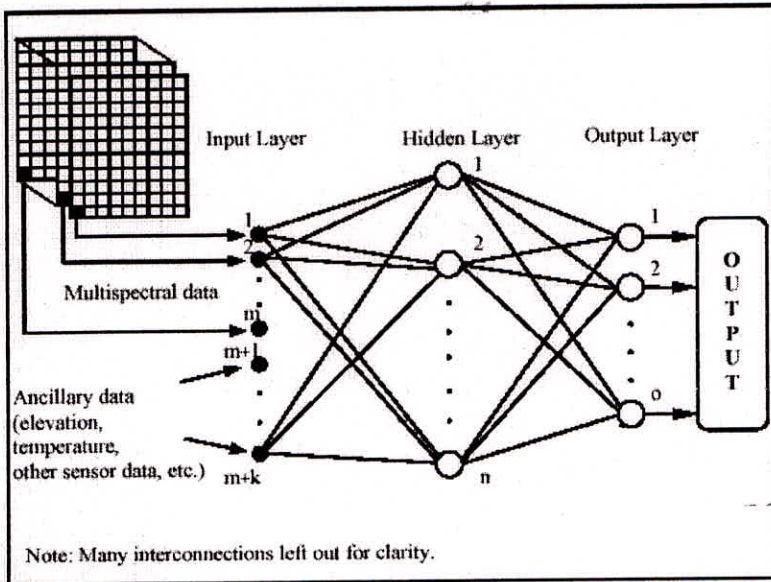 Input Layer
Hidden Layer
Output Layer
1
2
m
m+1
m+k
1
2
n
1
2
o
Multispectral data
Ancillary data
(elevation,
temperature,
other sensor data, etc.)
OUTPUT
Note: Many interconnections left out for clarity.